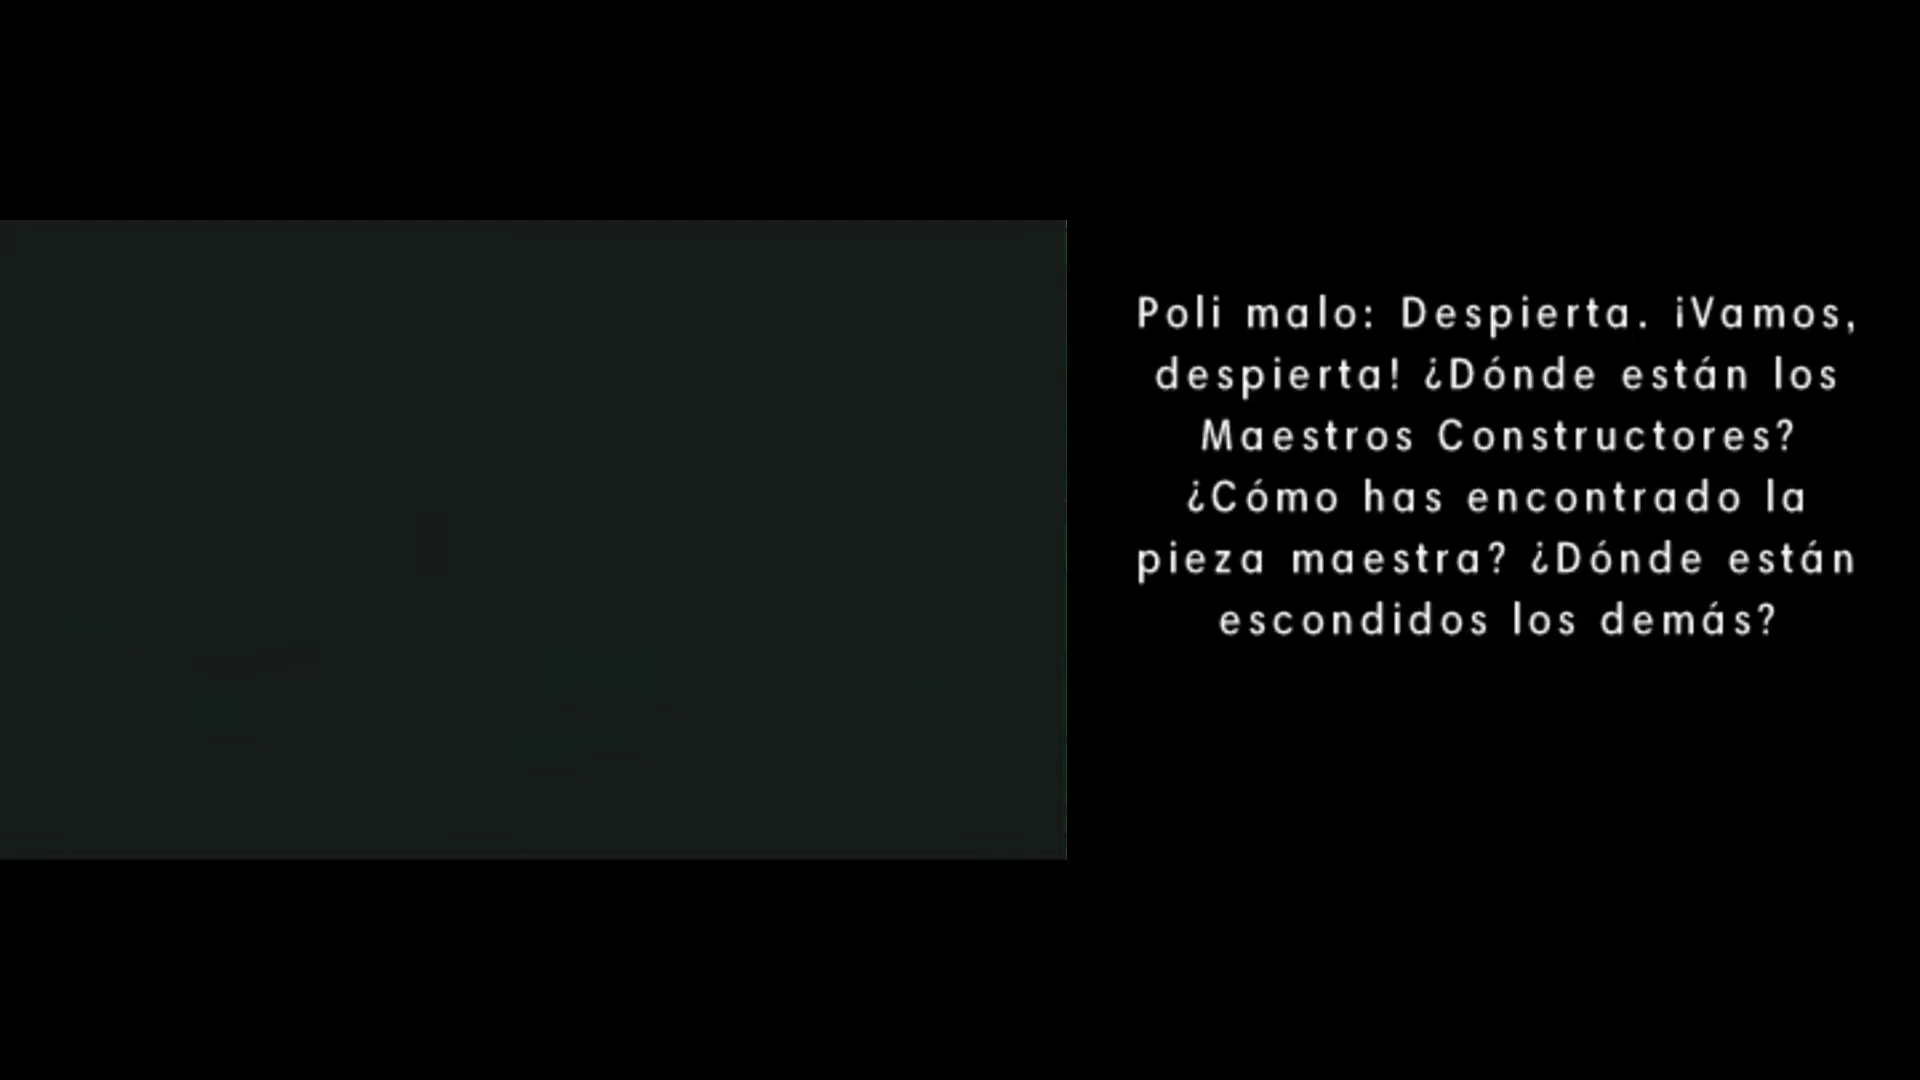 Poli malo: Despierta. ¡Vamos,
despierta! ¿Dónde están los
Maestros Constructores?
¿Cómo has encontrado la
pieza maestra? ¿Dónde están
escondidos los demás?